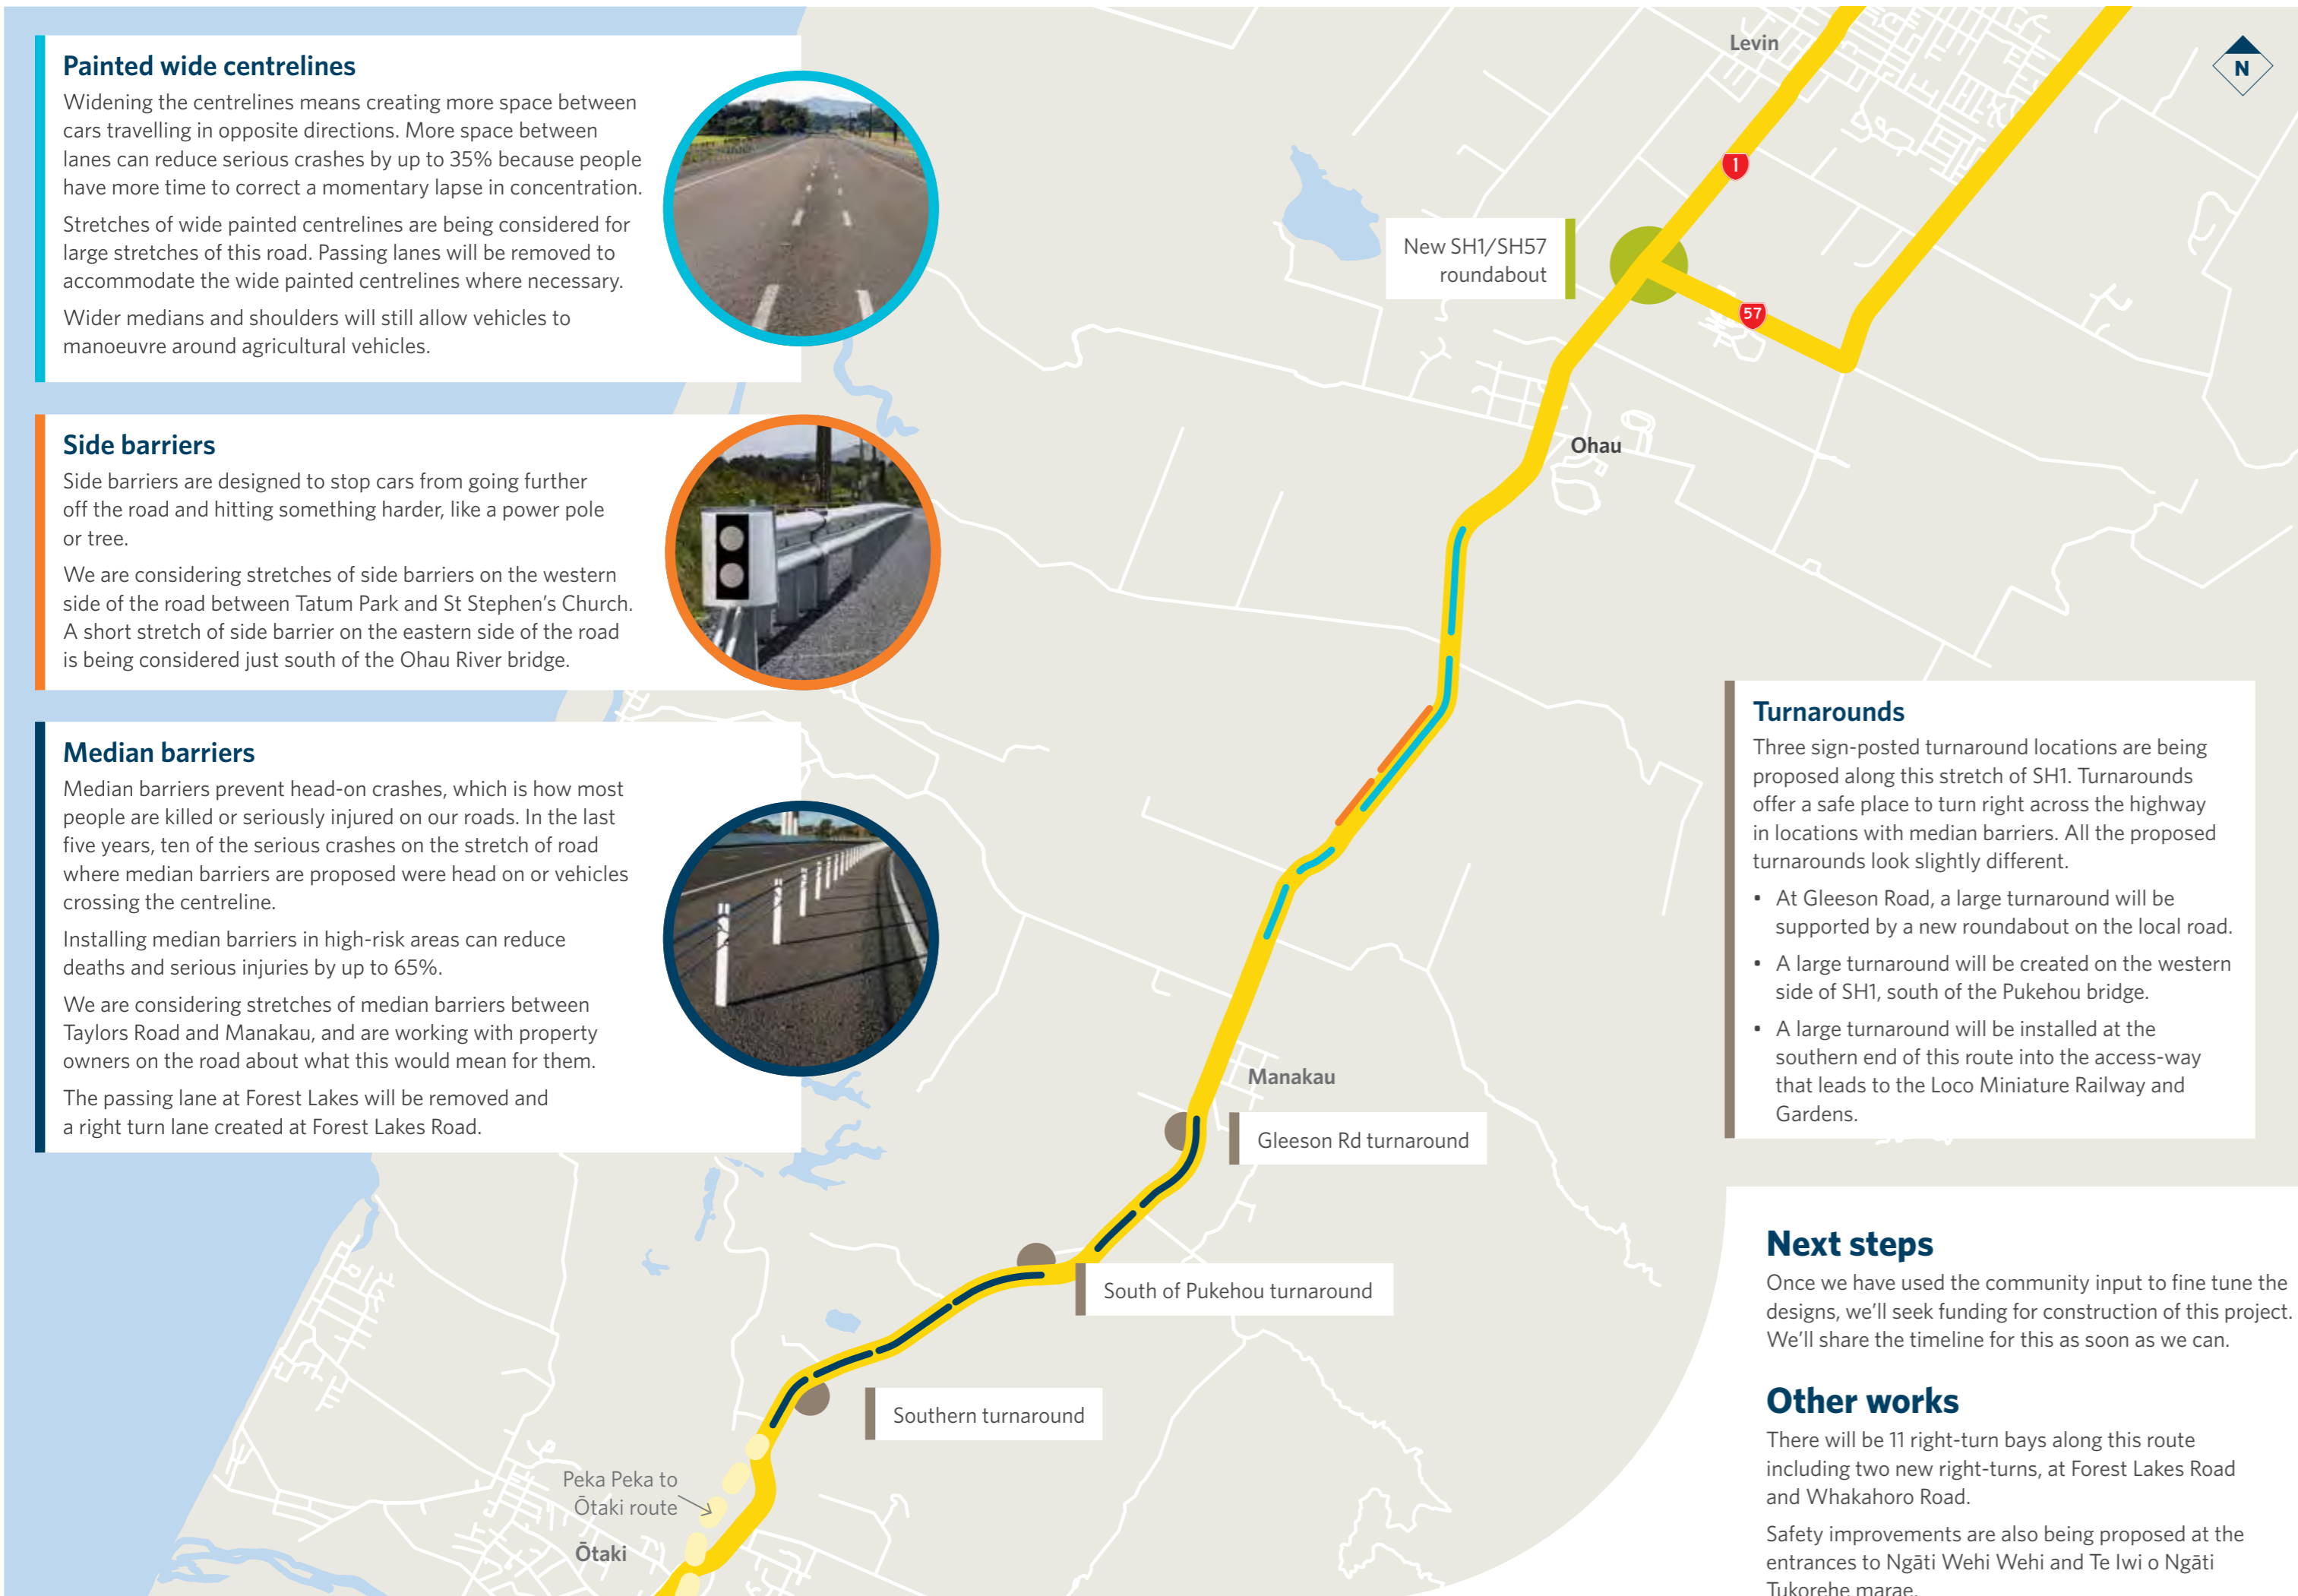 Painted wide centrelines
Widening the centrelines means creating more space between
cars travelling in opposite directions. More space between
lanes can reduce serious crashes by up to 35% because people
have more time to correct a momentary lapse in concentration.
Stretches of wide painted centrelines are being considered for
large stretches of this road. Passing lanes will be removed to
accommodate the wide painted centrelines where necessary.
Wider medians and shoulders will still allow vehicles to
manoeuvre around agricultural vehicles.
Side barriers
Side barriers are designed to stop cars from going further
off the road and hitting something harder, like a power pole
or tree.
We are considering stretches of side barriers on the western
side of the road between Tatum Park and St Stephen's Church.
A short stretch of side barrier on the eastern side of the road
is being considered just south of the Ohau River bridge.
Median barriers
Median barriers prevent head-on crashes, which is how most
people are killed or seriously injured on our roads. In the last
five years, ten of the serious crashes on the stretch of road
where median barriers are proposed were head on or vehicles
crossing the centreline.
Installing median barriers in high-risk areas can reduce
deaths and serious injuries by up to 65%.
We are considering stretches of median barriers between
Taylors Road and Manakau, and are working with property
owners on the road about what this would mean for them.
The passing lane at Forest Lakes will be removed and
a right turn lane created at Forest Lakes Road.
Levin
N
1
New SH1/SH57
roundabout
57
Ohau
Manakau
Gleeson Rd turnaround
South of Pukehou turnaround
Southern turnaround
Peka Peka to
Ōtaki route
Ōtaki
Turnarounds
Three sign-posted turnaround locations are being
proposed along this stretch of SH1. Turnarounds
offer a safe place to turn right across the highway
in locations with median barriers. All the proposed
turnarounds look slightly different.
• At Gleeson Road, a large turnaround will be
supported by a new roundabout on the local road.
• A large turnaround will be created on the western
side of SH1, south of the Pukehou bridge.
• A large turnaround will be installed at the
southern end of this route into the access-way
that leads to the Loco Miniature Railway and
Gardens.
Next steps
Once we have used the community input to fine tune the
designs, we'll seek funding for construction of this project.
We'll share the timeline for this as soon as we can.
Other works
There will be 11 right-turn bays along this route
including two new right-turns, at Forest Lakes Road
and Whakahoro Road.
Safety improvements are also being proposed at the
entrances to Ngāti Wehi Wehi and Te Iwi o Ngāti
Tukorehe marae.